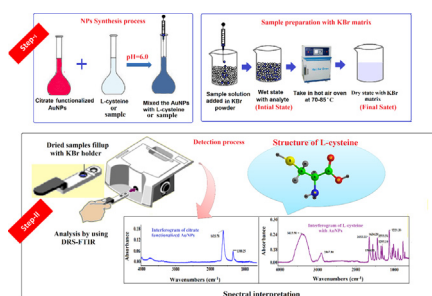 Step-I
NPs Synthesis process
pH=6.0
Citrate functionalized
AuNPs
L-cysteine
or sample
Mixed the AuNPs
with L-cysteine
or sample
Sample preparation with KBr matrix
Sample solution
added in KBr
powder
Wet state
with analyte
(Intial State)
Take in hot air oven
at 70-85°C
Dry state with KBr
matrix
(Final Satet)
Step-II
Dried samples fillup
with KBr holder
Analysis by using
DRS-FTIR
Detection process
Structure of L-cysteine
Interferogram of citrate
functionalized AuNPs
Absorbance
Wavenumbers (cm-1)
Interferogram of L-cysteine
with AuNPs
Absorbance
Wavenumbers (cm-1)
Spectral interpretation